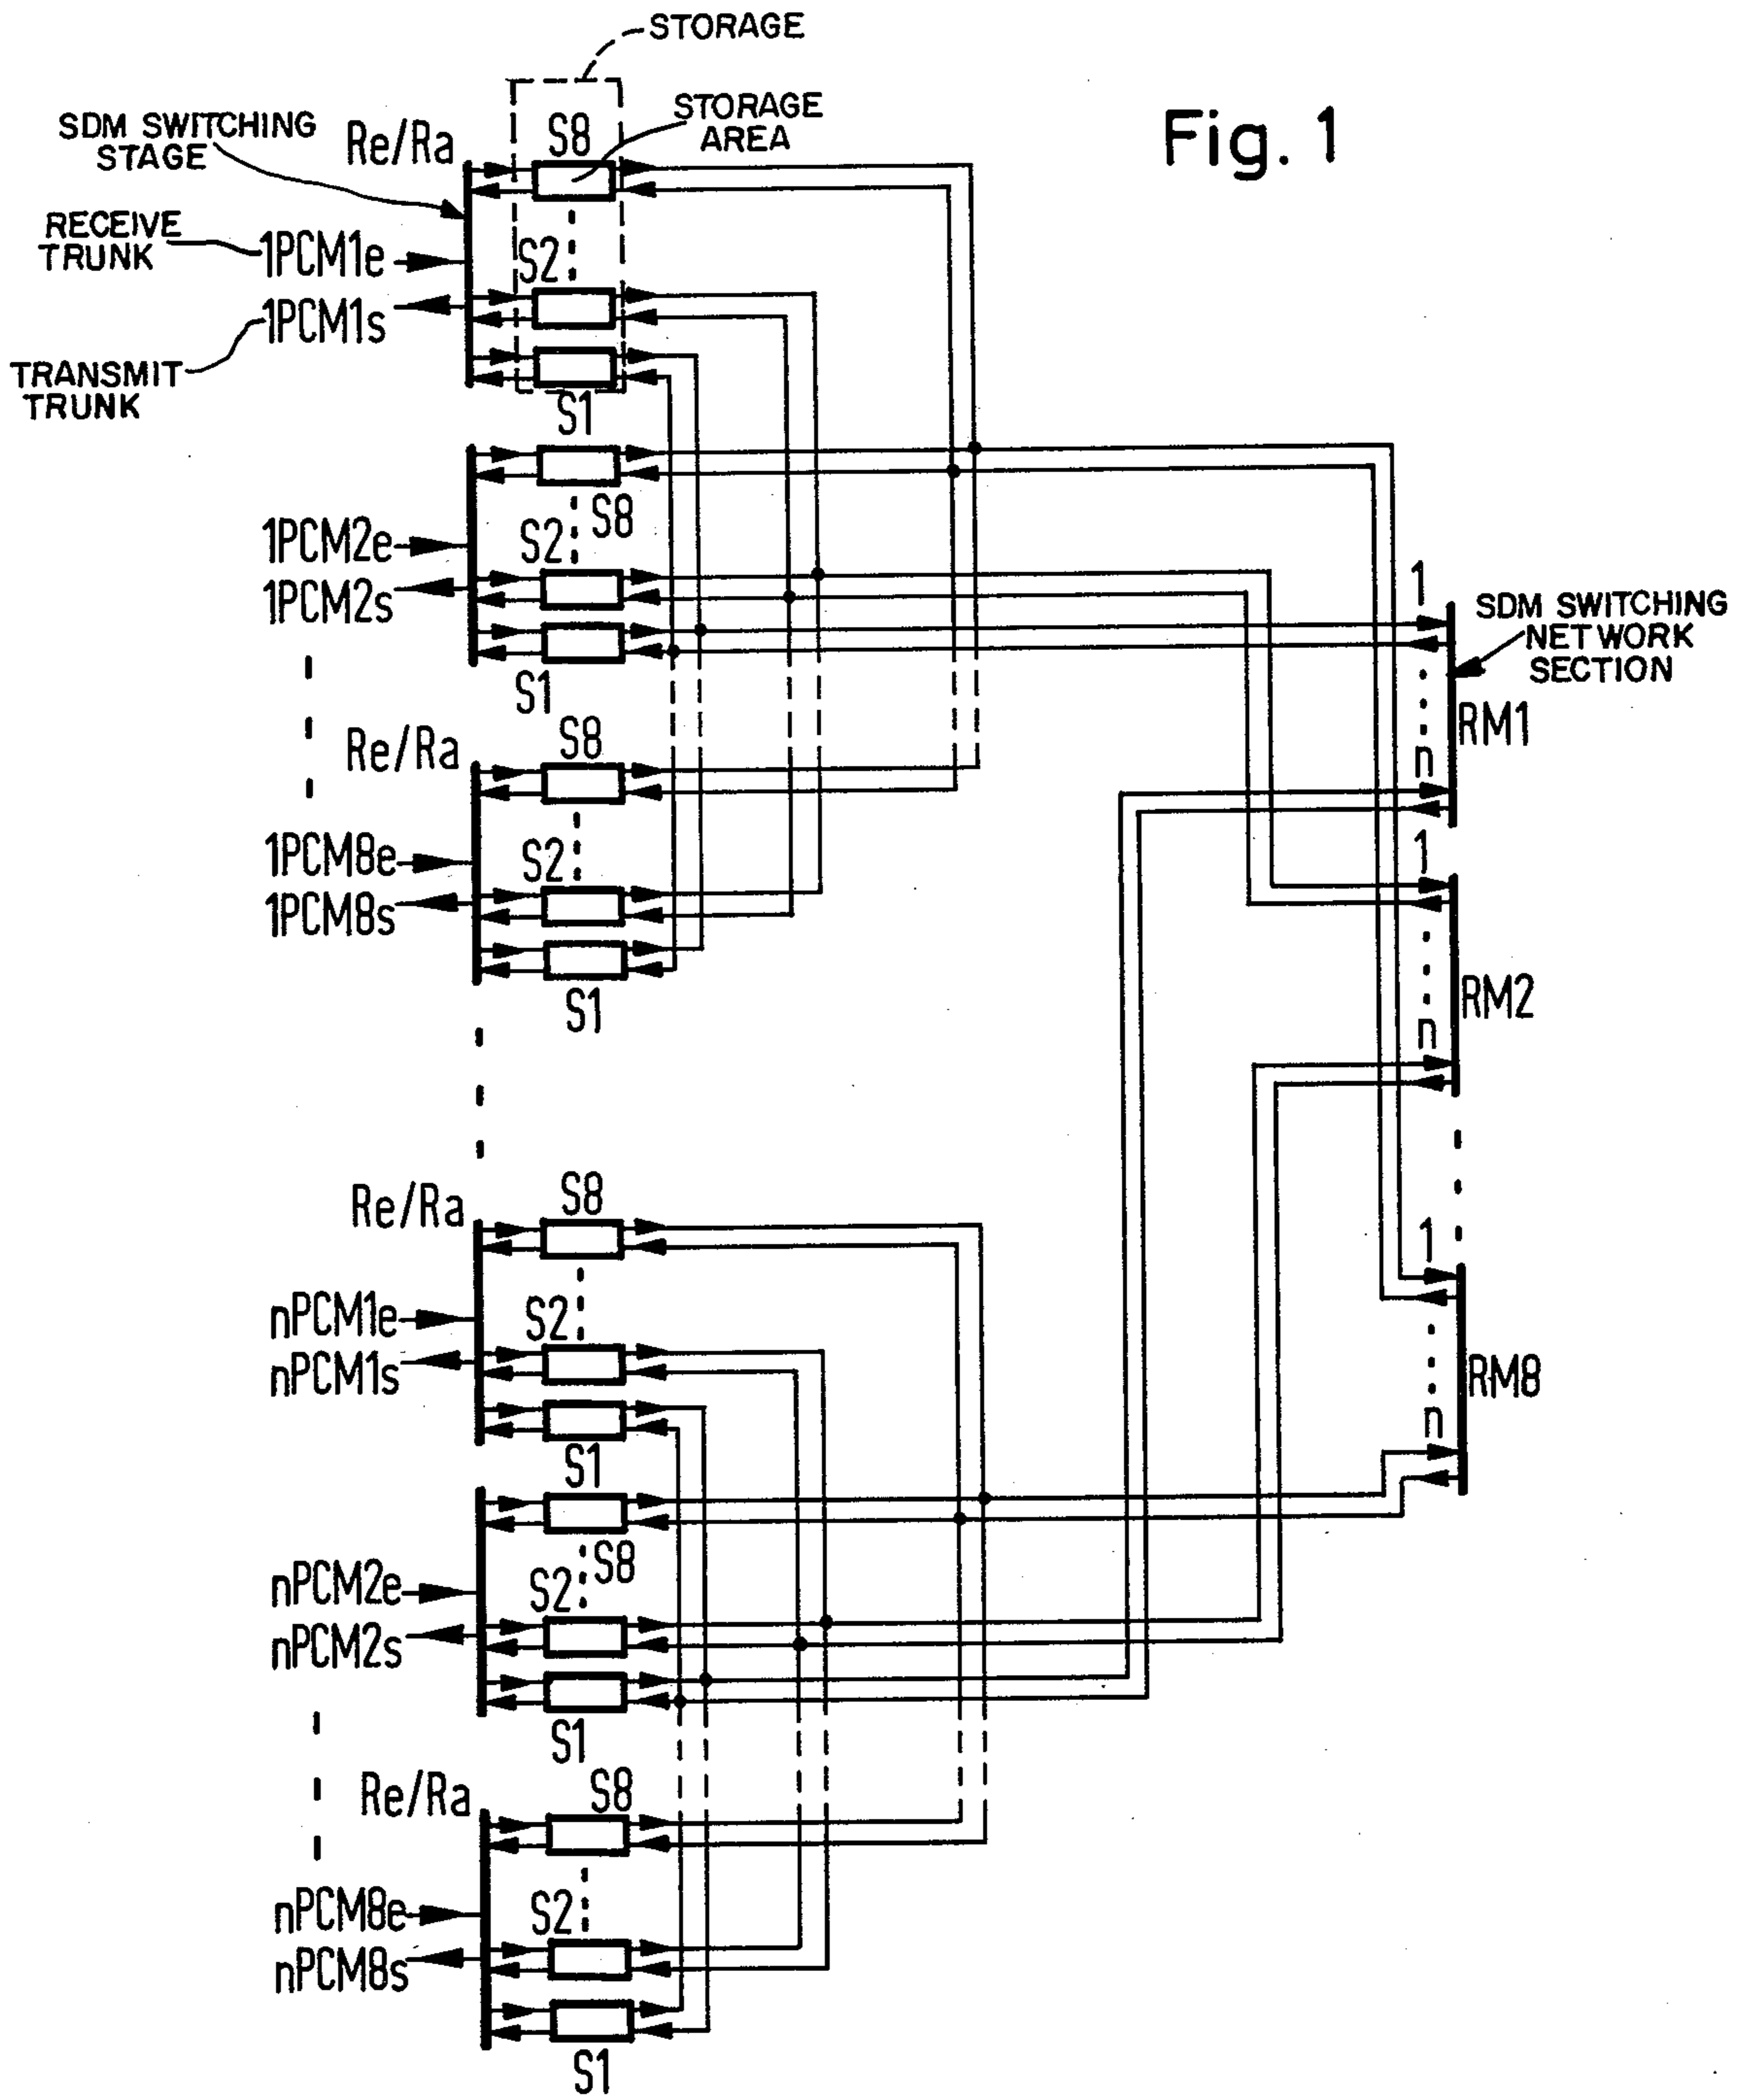 STORAGE
STORAGE
AREA
Fig. 1
SDM SWITCHING
STAGE
Re/Ra
S8
RECEIVE
TRUNK
1PCM1e
S2
1PCM1s
TRANSMIT
TRUNK
S1
S8
1PCM2e
S2
1PCM2s
S1
1
SDM SWITCHING
NETWORK
SECTION
RM1
n
Re/Ra
S8
1PCM8e
S2
1PCM8s
S1
1
RM2
n
Re/Ra
S8
nPCM1e
S2
nPCM1s
S1
1
RM8
n
S8
nPCM2e
S2
nPCM2s
S1
Re/Ra
S8
nPCM8e
S2
nPCM8s
S1